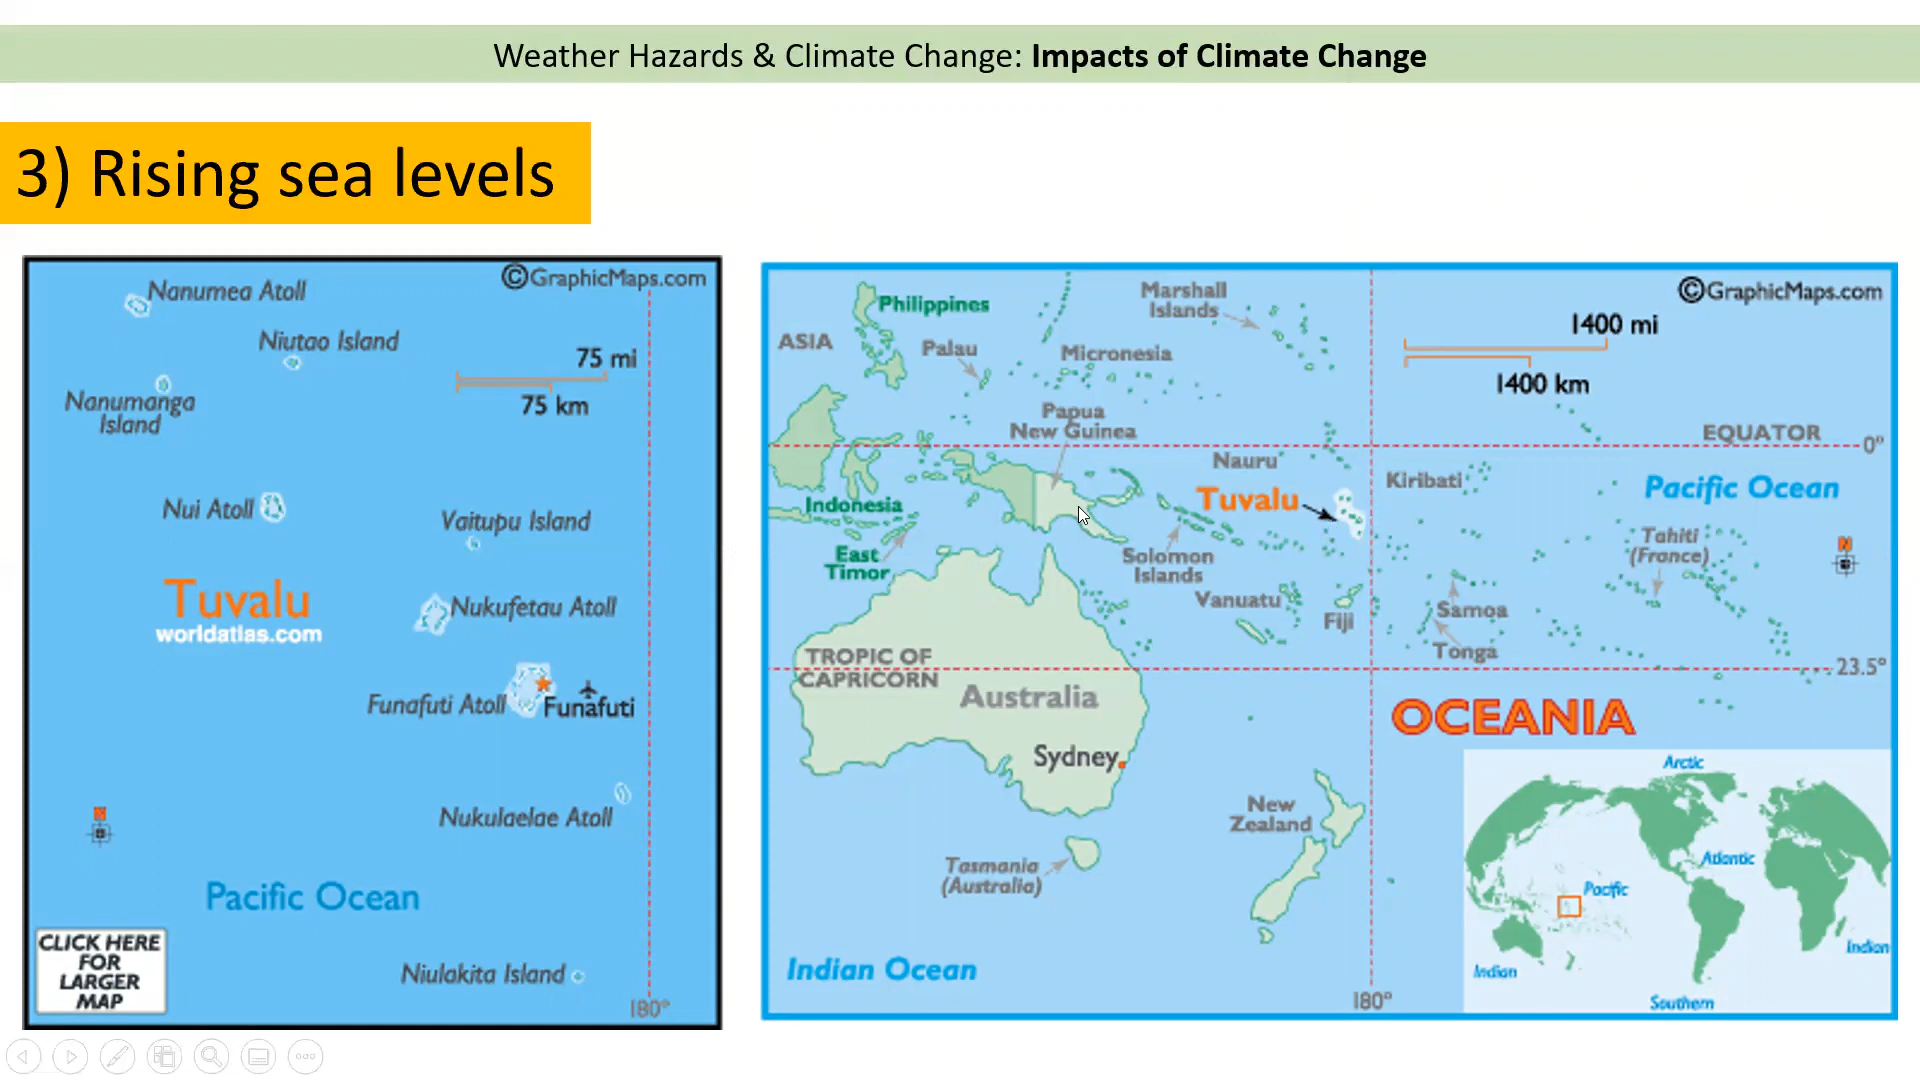 Weather Hazards & Climate Change: Impacts of Climate Change
3) Rising sea levels
©GraphicMaps.com
Nanumea Atoll
Niutao Island
75 mi
75 km
Nanumanga
Island
Nui Atoll
Vaitupu Island
Tuvalu
worldatlas.com
Nukufetau Atoll
Funafuti Atoll
Funafuti
Nukulaelae Atoll
N
Pacific Ocean
CLICK HERE
FOR
LARGER
MAP
Niulakita Island
180°
©GraphicMaps.com
Philippines
Marshall
Islands
1400 mi
1400 km
ASIA
Palau
Micronesia
Papua
New Guinea
EQUATOR
0°
Nauru
Kiribati
Pacific Ocean
Tuvalu
Indonesia
East
Timor
Solomon
Islands
Tahiti
(France)
N
Vanuatu
Fiji
Samoa
Tonga
TROPIC OF
CAPRICORN
23.5°
Australia
OCEANIA
Sydney
New
Zealand
Tasmania
(Australia)
Indian Ocean
180°
Arctic
Atlantic
Pacific
Indian
Indian
Southern